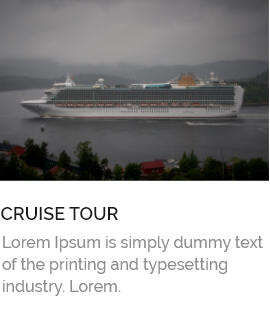 CRUISE TOUR
Lorem Ipsum is simply dummy text
of the printing and typesetting
industry. Lorem.